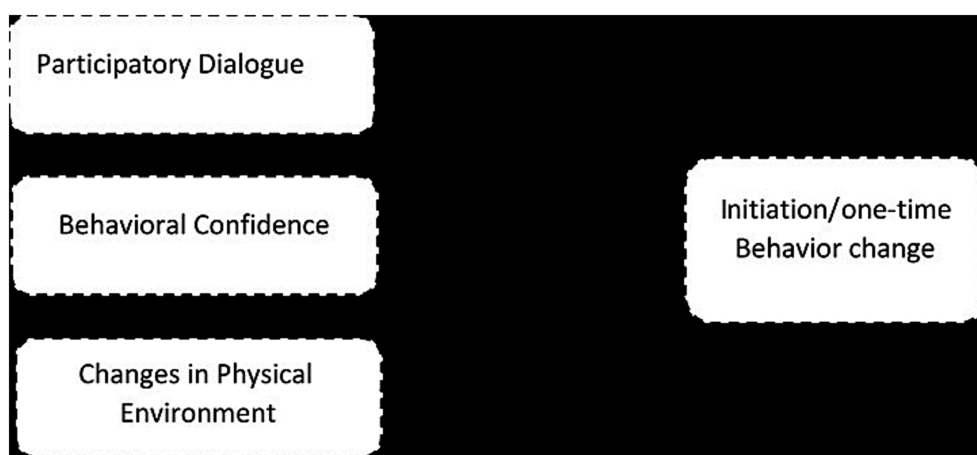 Participatory Dialogue
Behavioral Confidence
Initiation/one-time
Behavior change
Changes in Physical
Environment